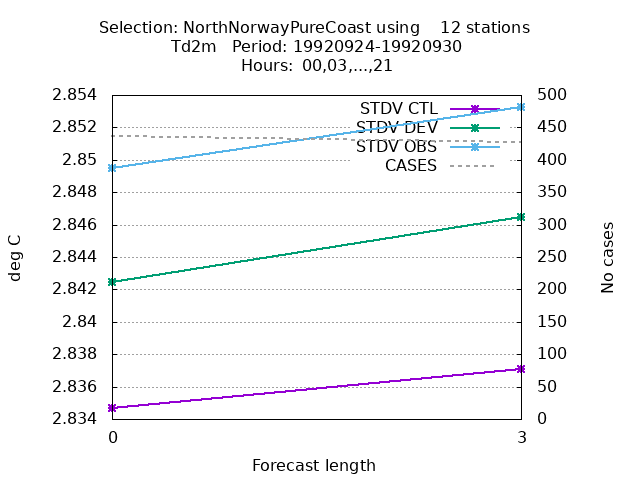 Selection: NorthNorwayPureCoast using    12 stations
Td2m   Period: 19920924-19920930
Hours:  00,03,...,21
2.854
2.852
2.85
2.848
2.846
2.844
2.842
2.84
2.838
2.836
2.834
500
450
400
350
300
250
200
150
100
50
0
STDV CTL
STDV DEV
STDV OBS
CASES
deg C
No cases
0
3
Forecast length